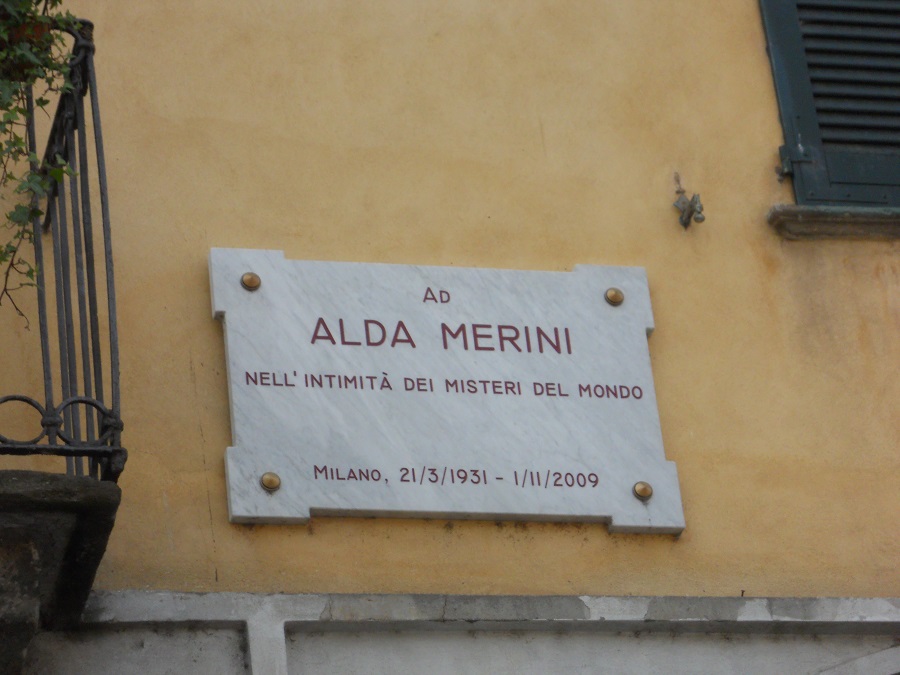 AD
ALDA MERINI
NELL'INTIMITÀ DEI MISTERI DEL MONDO
MILANO, 21/3/1931 - 1/11/2009